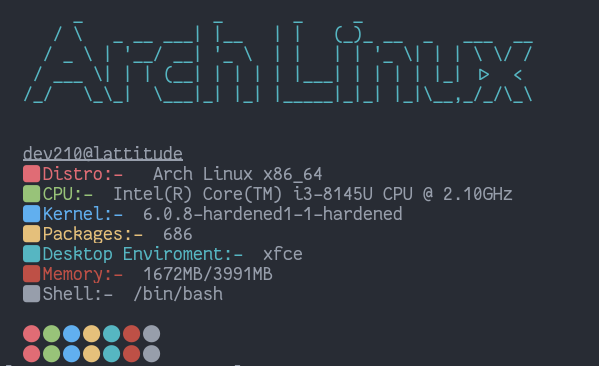 Arch Linux
dev210@lattitude
Distro:- Arch Linux x86_64
CPU:- Intel(R) Core(TM) i3-8145U CPU @ 2.10GHz
Kernel:- 6.0.8-hardened1-1-hardened
Packages:- 686
Desktop Enviroment:- xfce
Memory:- 1672MB/3991MB
Shell:- /bin/bash